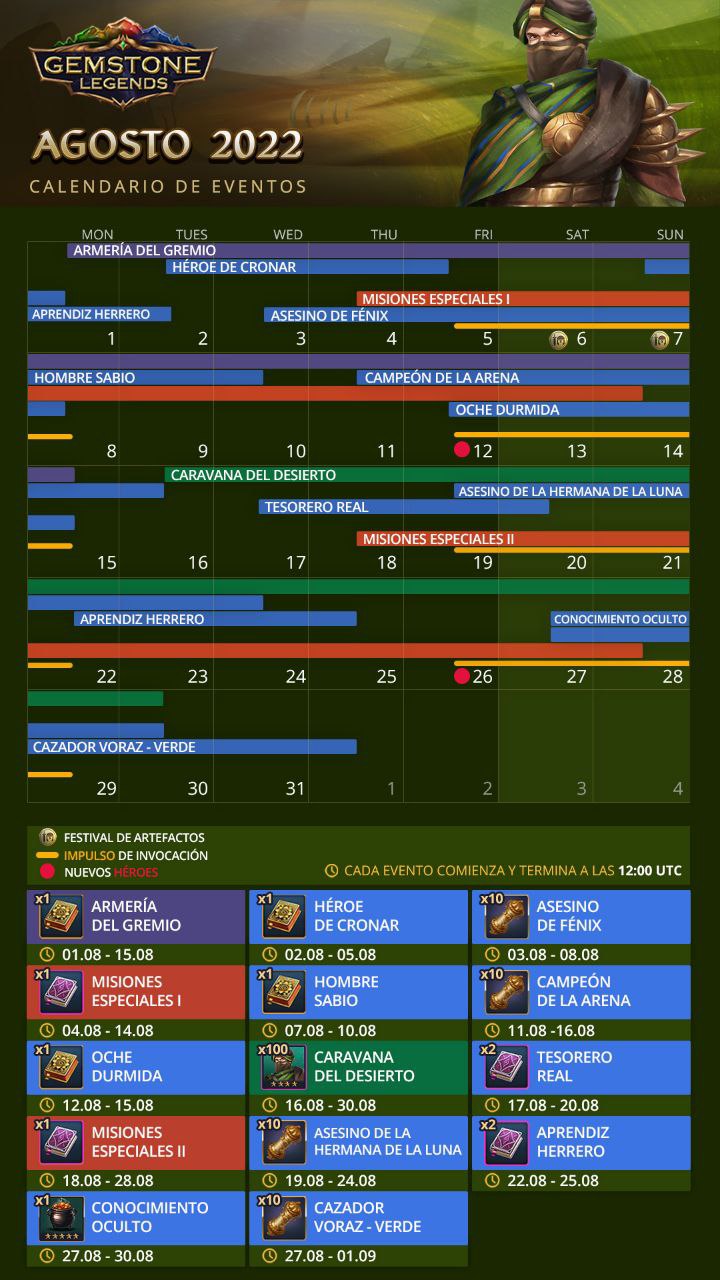 GEMSTONE
LEGENDS
AGOSTO 2022
CALENDARIO DE EVENTOS
MON TUES WED THU FRI SAT SUN
ARMERÍA DEL GREMIO
HÉROE DE CRONAR
MISIONES ESPECIALES I
APRENDIZ HERRERO ASESINO DE FÉNIX
1 2 3 4 5 6 7
HOMBRE SABIO CAMPEÓN DE LA ARENA
OCHE DURMIDA
8 9 10 11 12 13 14
CARAVANA DEL DESIERTO
ASESINO DE LA HERMANA DE LA LUNA
TESORERO REAL
MISIONES ESPECIALES II
15 16 17 18 19 20 21
APRENDIZ HERRERO CONOCIMIENTO OCULTO
22 23 24 25 26 27 28
CAZADOR VORAZ - VERDE
29 30 31 1 2 3 4
FESTIVAL DE ARTEFACTOS
IMPULSO DE INVOCACIÓN
NUEVOS HÉROES
CADA EVENTO COMIENZA Y TERMINA A LAS 12:00 UTC
x1 ARMERÍA
DEL GREMIO
01.08 - 15.08
x1 HÉROE
DE CRONAR
02.08 - 05.08
x10 ASESINO
DE FÉNIX
03.08 - 08.08
x1 MISIONES
ESPECIALES I
04.08 - 14.08
x1 HOMBRE
SABIO
07.08 - 10.08
x10 CAMPEÓN
DE LA ARENA
11.08 -16.08
x1 OCHE
DURMIDA
12.08 - 15.08
x100 CARAVANA
DEL DESIERTO
16.08 - 30.08
x2 TESORERO
REAL
17.08 - 20.08
x1 MISIONES
ESPECIALES II
18.08 - 28.08
x10 ASESINO DE LA
HERMANA DE LA LUNA
19.08 - 24.08
x2 APRENDIZ
HERRERO
22.08 - 25.08
x1 CONOCIMIENTO
OCULTO
27.08 - 30.08
x10 CAZADOR
VORAZ - VERDE
27.08 - 01.09